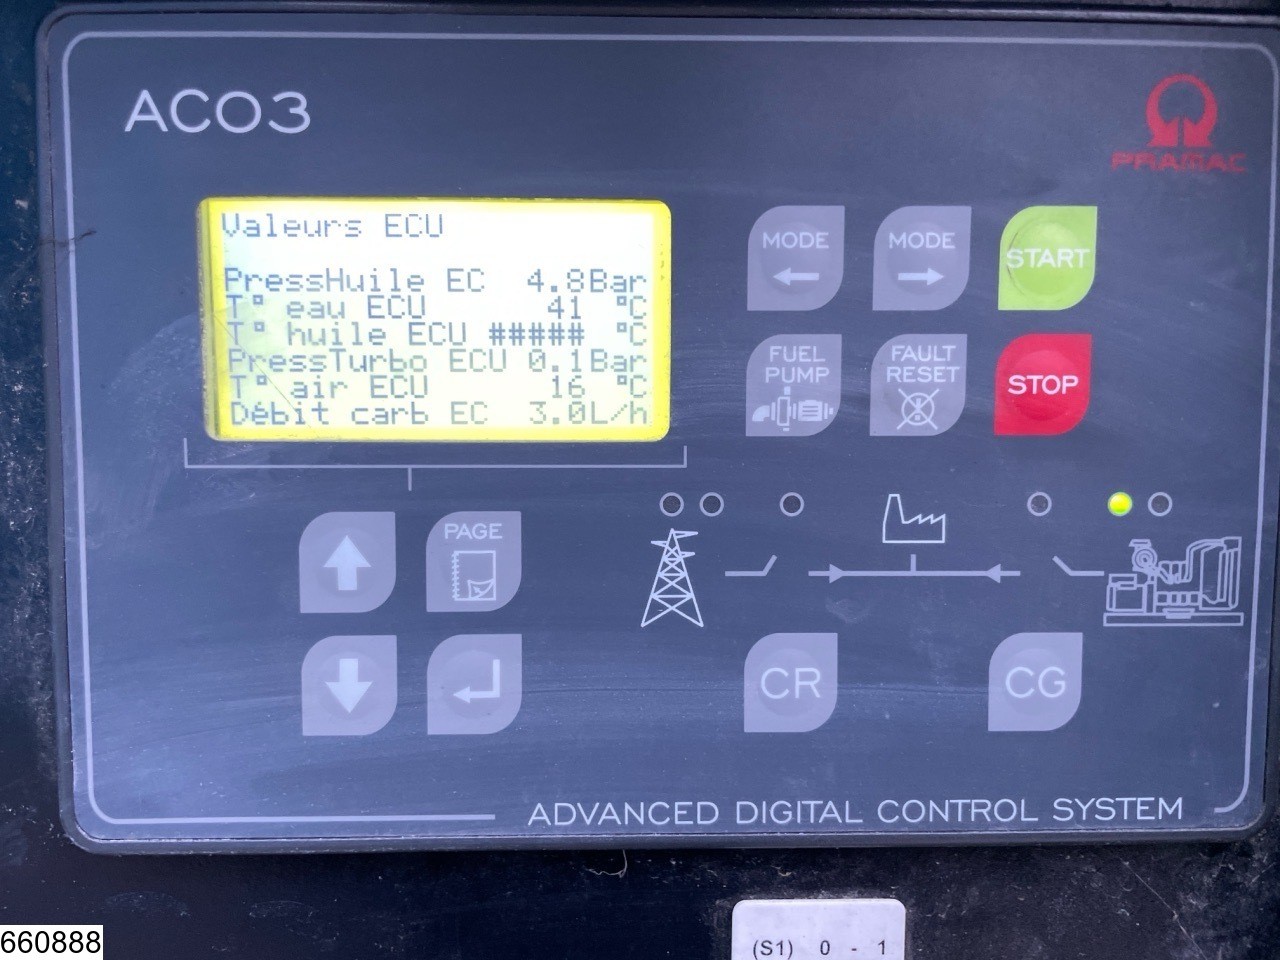 ACO3
PRAMAC
Valeurs ECU
PressHuile EC 4.8Bar
T° eau ECU 41 °C
T° huile ECU ##### °C
PressTurbo ECU 0.1Bar
T° air ECU 16 °C
Débit carb EC 3.0L/h
MODE
MODE
START
FUEL
PUMP
FAULT
RESET
STOP
PAGE
CR
CG
ADVANCED DIGITAL CONTROL SYSTEM
660888
(S1) 0 - 1